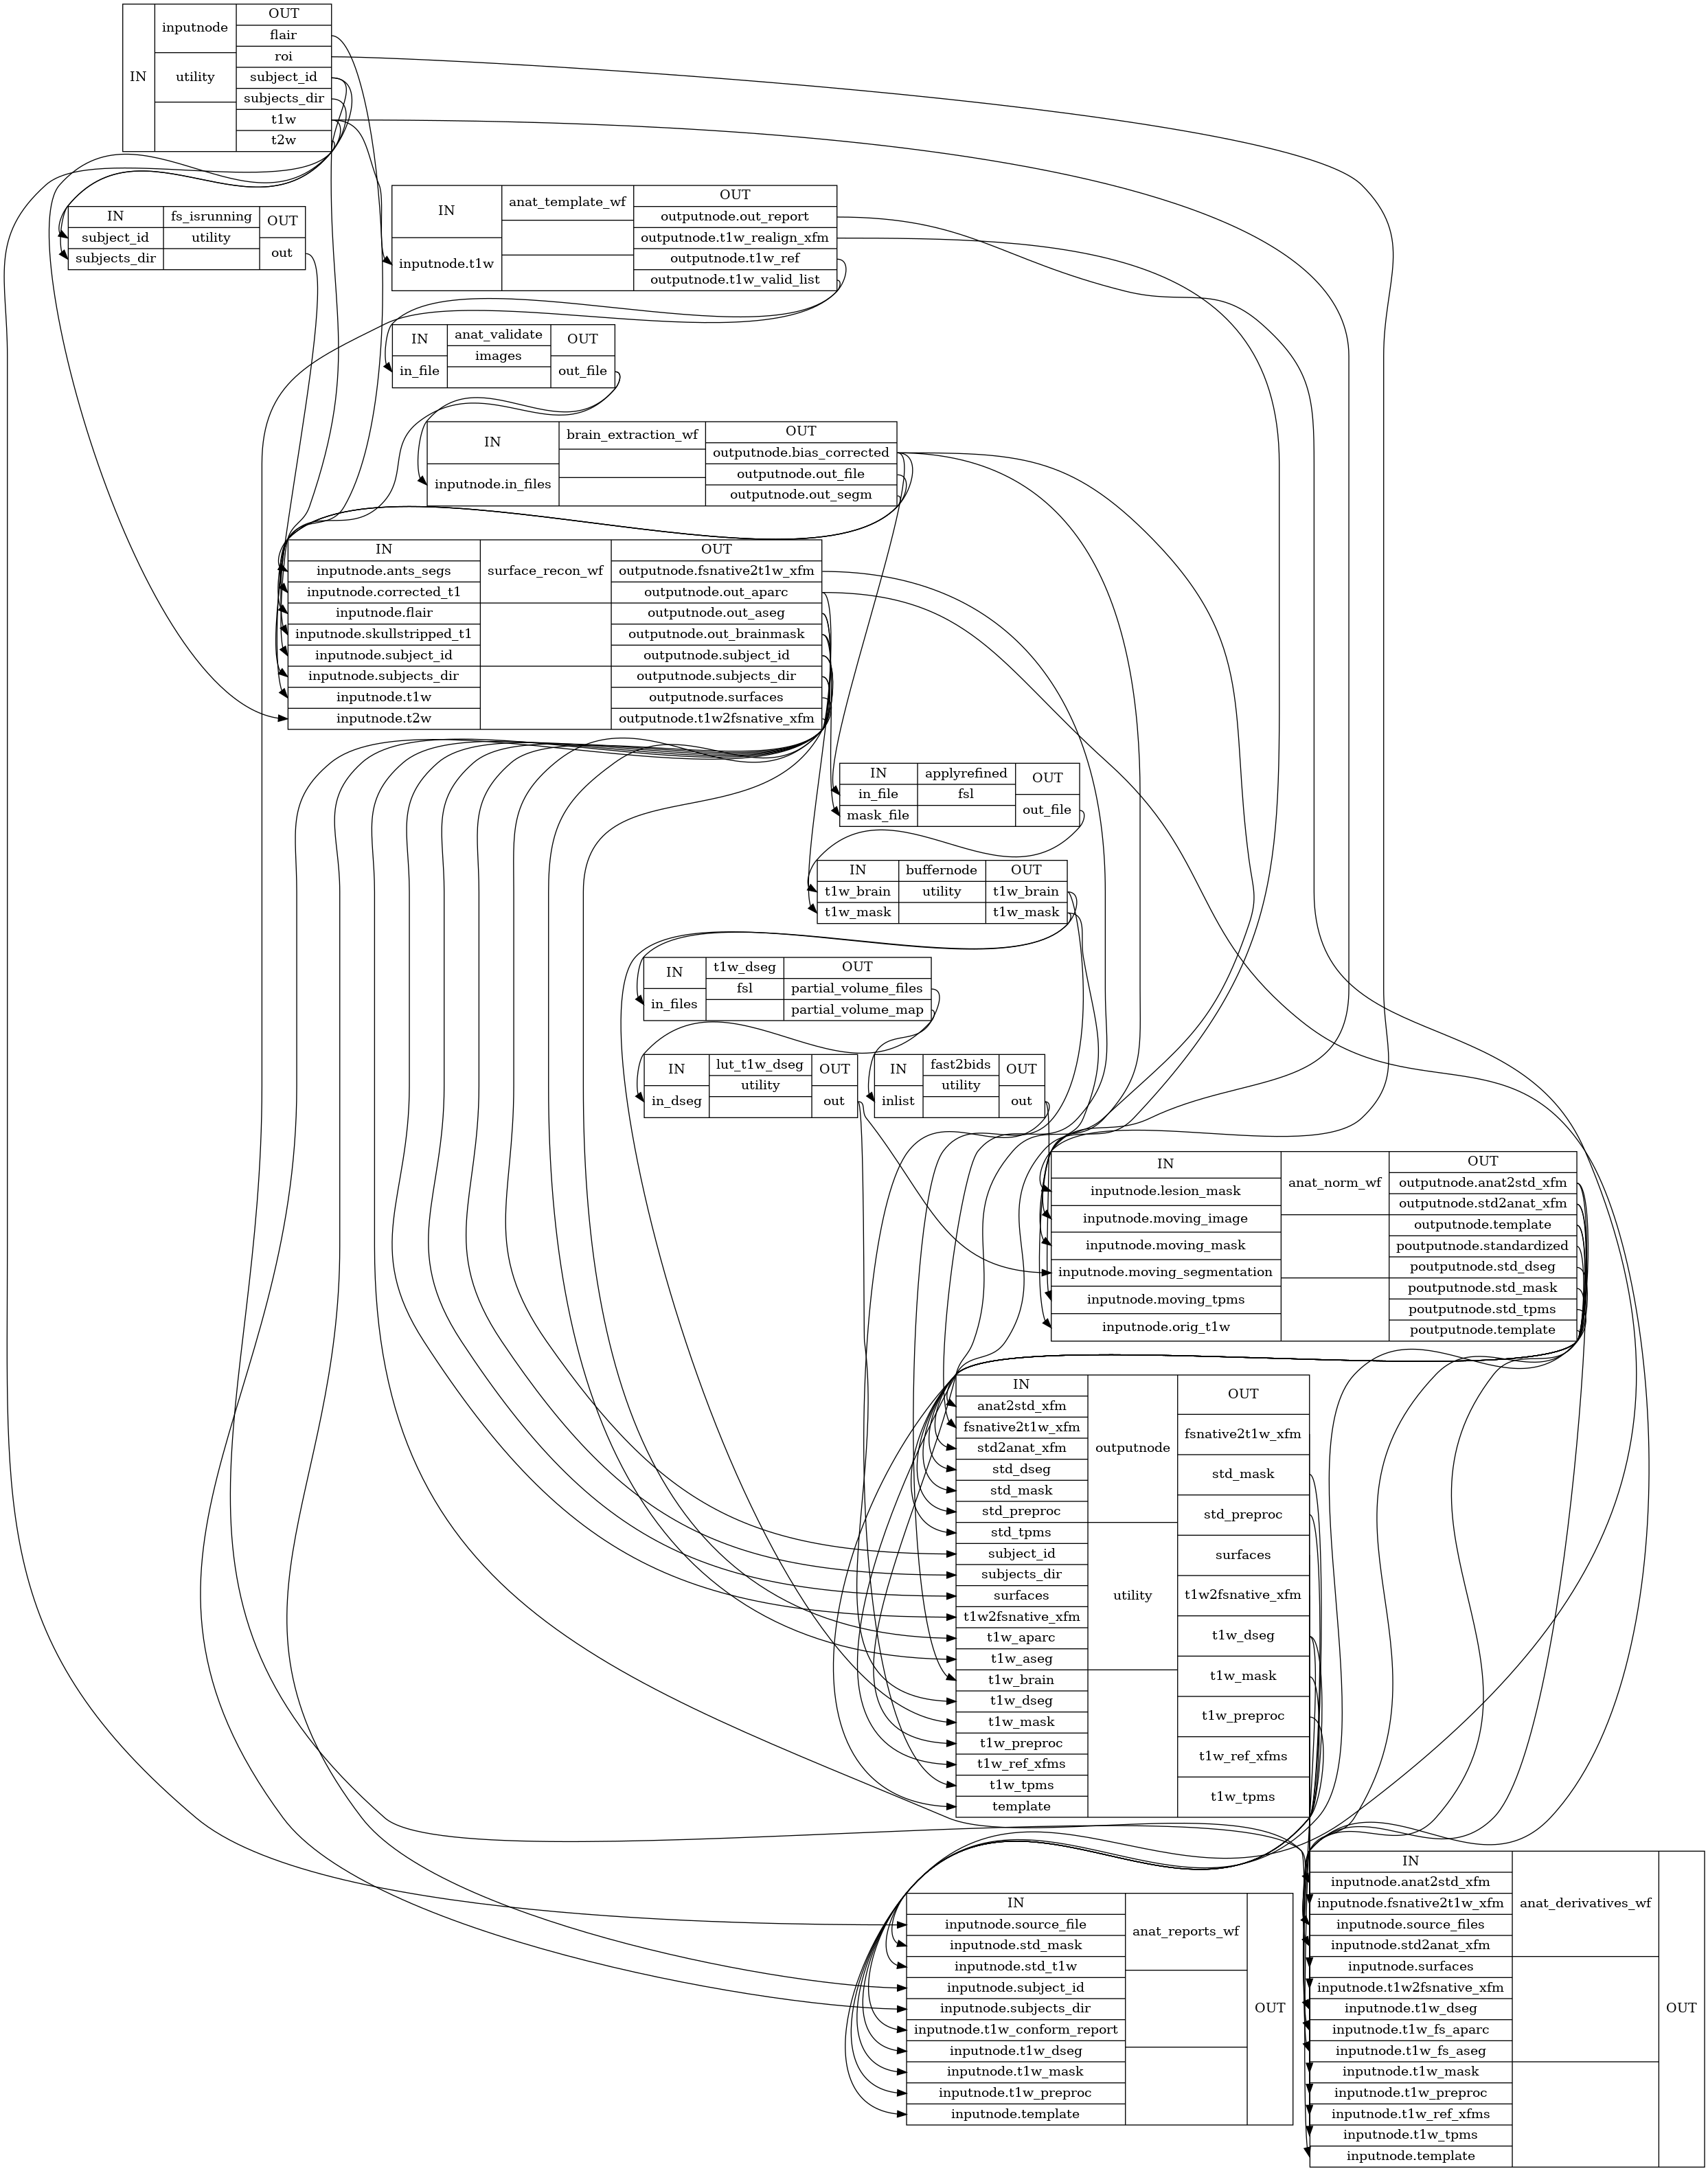 IN
inputnode
utility
OUT
flair
roi
subject_id
subjects_dir
t1w
t2w
IN
subject_id
subjects_dir
fs_isrunning
utility
OUT
out
IN
inputnode.t1w
anat_template_wf
OUT
outputnode.out_report
outputnode.t1w_realign_xfm
outputnode.t1w_ref
outputnode.t1w_valid_list
IN
in_file
anat_validate
images
OUT
out_file
IN
inputnode.in_files
brain_extraction_wf
OUT
outputnode.bias_corrected
outputnode.out_file
outputnode.out_segm
IN
inputnode.ants_segs
inputnode.corrected_t1
inputnode.flair
inputnode.skullstripped_t1
inputnode.subject_id
inputnode.subjects_dir
inputnode.t1w
inputnode.t2w
surface_recon_wf
OUT
outputnode.fsnative2t1w_xfm
outputnode.out_aparc
outputnode.out_aseg
outputnode.out_brainmask
outputnode.subject_id
outputnode.subjects_dir
outputnode.surfaces
outputnode.t1w2fsnative_xfm
IN
in_file
mask_file
applyrefined
fsl
OUT
out_file
IN
t1w_brain
t1w_mask
buffernode
utility
OUT
t1w_brain
t1w_mask
IN
in_files
t1w_dseg
fsl
OUT
partial_volume_files
partial_volume_map
IN
in_dseg
lut_t1w_dseg
utility
OUT
out
IN
inlist
fast2bids
utility
OUT
out
IN
inputnode.lesion_mask
inputnode.moving_image
inputnode.moving_mask
inputnode.moving_segmentation
inputnode.moving_tpms
inputnode.orig_t1w
anat_norm_wf
OUT
outputnode.anat2std_xfm
outputnode.std2anat_xfm
outputnode.template
poutputnode.standardized
poutputnode.std_dseg
poutputnode.std_mask
poutputnode.std_tpms
poutputnode.template
IN
anat2std_xfm
fsnative2t1w_xfm
std2anat_xfm
std_dseg
std_mask
std_preproc
std_tpms
subject_id
subjects_dir
surfaces
t1w2fsnative_xfm
t1w_aparc
t1w_aseg
t1w_brain
t1w_dseg
t1w_mask
t1w_preproc
t1w_ref_xfms
t1w_tpms
template
outputnode
utility
OUT
fsnative2t1w_xfm
std_mask
std_preproc
surfaces
t1w2fsnative_xfm
t1w_dseg
t1w_mask
t1w_preproc
t1w_ref_xfms
t1w_tpms
IN
inputnode.source_file
inputnode.std_mask
inputnode.std_t1w
inputnode.subject_id
inputnode.subjects_dir
inputnode.t1w_conform_report
inputnode.t1w_dseg
inputnode.t1w_mask
inputnode.t1w_preproc
inputnode.template
anat_reports_wf
OUT
IN
inputnode.anat2std_xfm
inputnode.fsnative2t1w_xfm
inputnode.source_files
inputnode.std2anat_xfm
inputnode.surfaces
inputnode.t1w2fsnative_xfm
inputnode.t1w_dseg
inputnode.t1w_fs_aparc
inputnode.t1w_fs_aseg
inputnode.t1w_mask
inputnode.t1w_preproc
inputnode.t1w_ref_xfms
inputnode.t1w_tpms
inputnode.template
anat_derivatives_wf
OUT